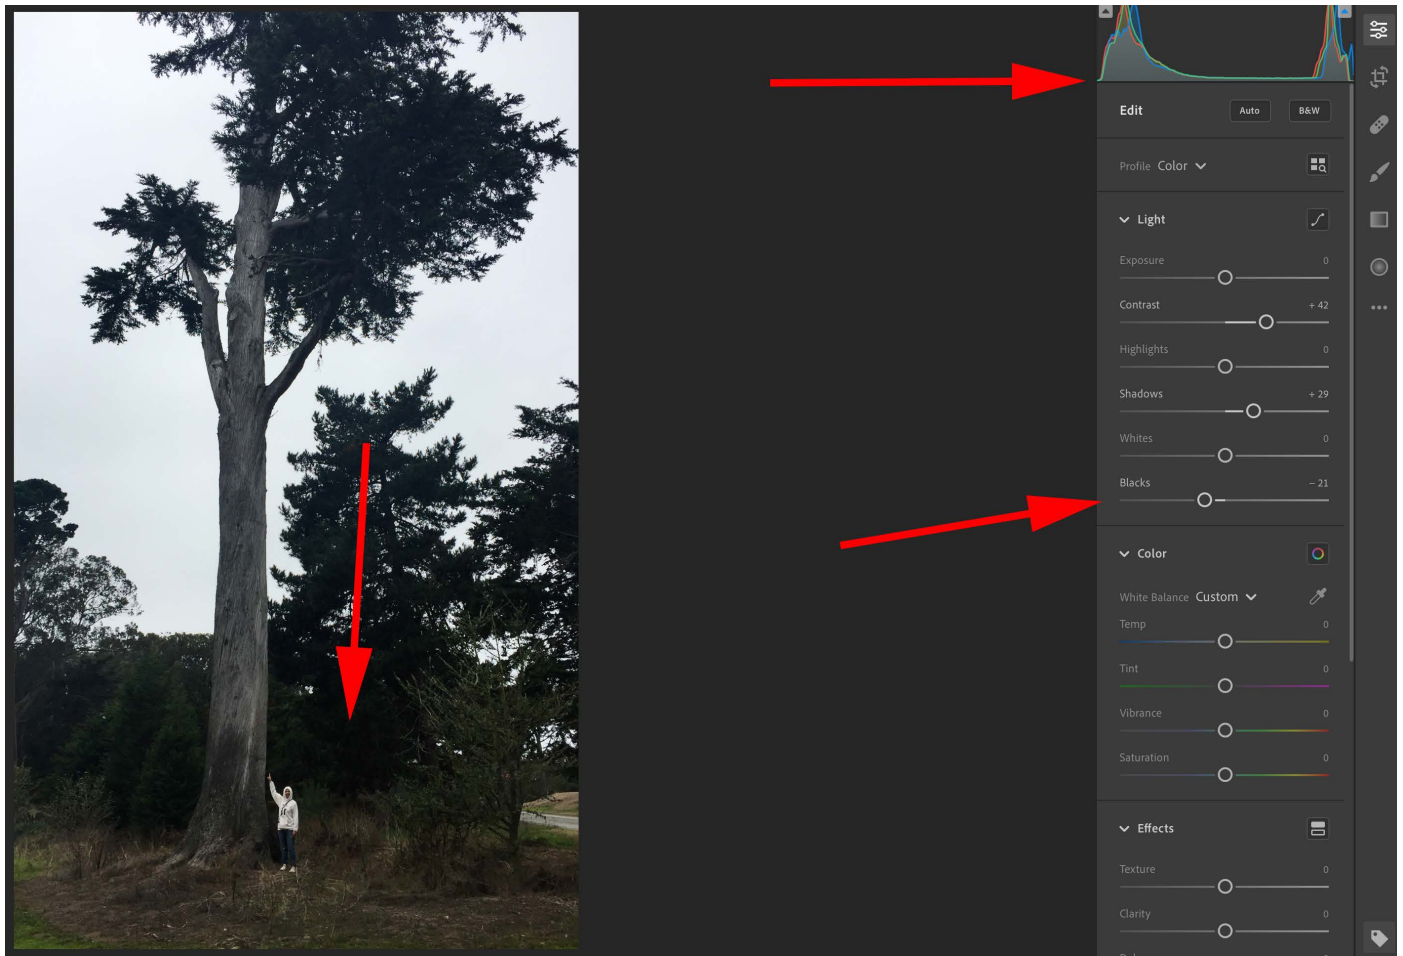 Edit Auto B&W
Profile Color
Light
Exposure 0
Contrast + 42
Highlights 0
Shadows + 29
Whites 0
Blacks − 21
Color
White Balance Custom
Temp 0
Tint 0
Vibrance 0
Saturation 0
Effects
Texture 0
Clarity 0